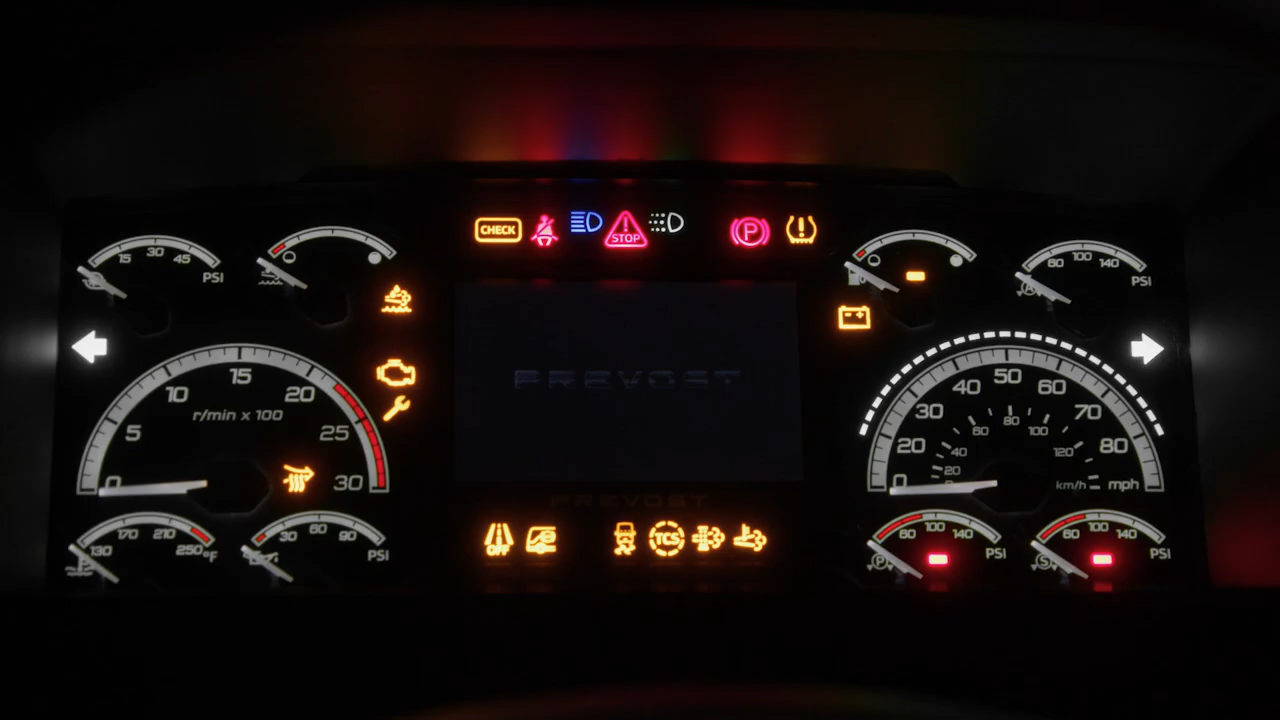 CHECK
STOP
P
15 30 45
PSI
60 100 140
PSI
A
PREVOST
0 5 10 15 20 25 30
r/min x 100
0 20 30 40 50 60 70 80
mph
0 20 40 60 80 100 120
km/h
PREVOST
130 170 210 250°F
30 60 90
PSI
OFF
TCS
60 100 140
PSI
P
60 100 140
PSI
S